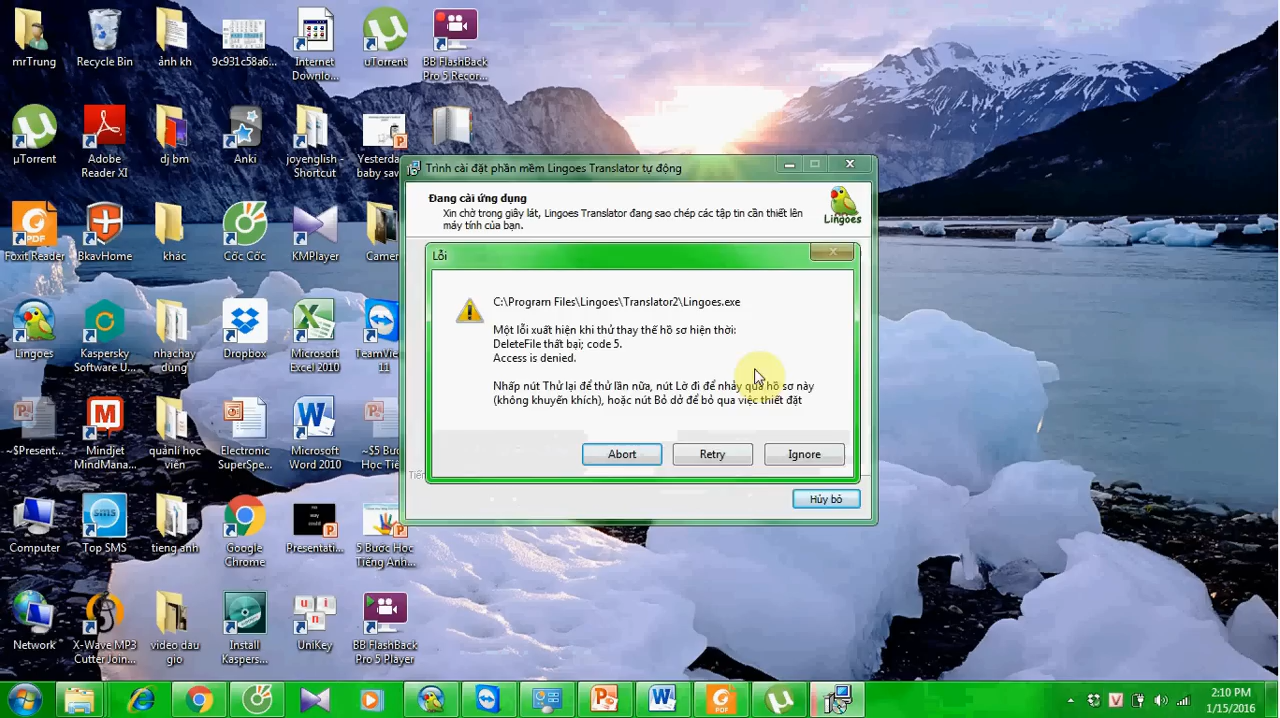 mrTrung
Recycle Bin
ảnh kh
9c931c58a6...
Internet Downlo...
uTorrent
BB FlashBack Pro 5 Recor...
µTorrent
Adobe Reader XI
dj bm
Anki
joyenglish - Shortcut
Yesterda baby sav
Foxit Reader
BkavHome
khác
Cốc Cốc
KMPlayer
Camer
Lingoes
Kaspersky Software U...
nhachay dùng
Dropbox
Microsoft Excel 2010
TeamVie 11
~$Present...
Mindjet MindMana...
quanlí học viên
Electronic SuperSpe...
Microsoft Word 2010
~$5 Bước Học Tiế
Computer
Top SMS
tieng anh
Google Chrome
Presentati...
5 Bước Học Tiếng Anh...
Network
X-Wave MP3 Cutter Join...
video dau gio
Install Kaspers...
UniKey
BB FlashBack Pro 5 Player
Trình cài đặt phần mềm Lingoes Translator tự động
Đang cài ứng dụng
Xin chờ trong giây lát, Lingoes Translator đang sao chép các tập tin cần thiết lên
máy tính của bạn.
Lingoes
Lỗi
C:\Program Files\Lingoes\Translator2\Lingoes.exe
Một lỗi xuất hiện khi thử thay thế hồ sơ hiện thời:
DeleteFile thất bại; code 5.
Access is denied.
Nhấp nút Thử lại để thử lần nữa, nút Lờ đi để nhảy qua hồ sơ này
(không khuyến khích), hoặc nút Bỏ dở để bỏ qua việc thiết đặt
Abort
Retry
Ignore
Tiến
Hủy bỏ
2:10 PM
1/15/2016